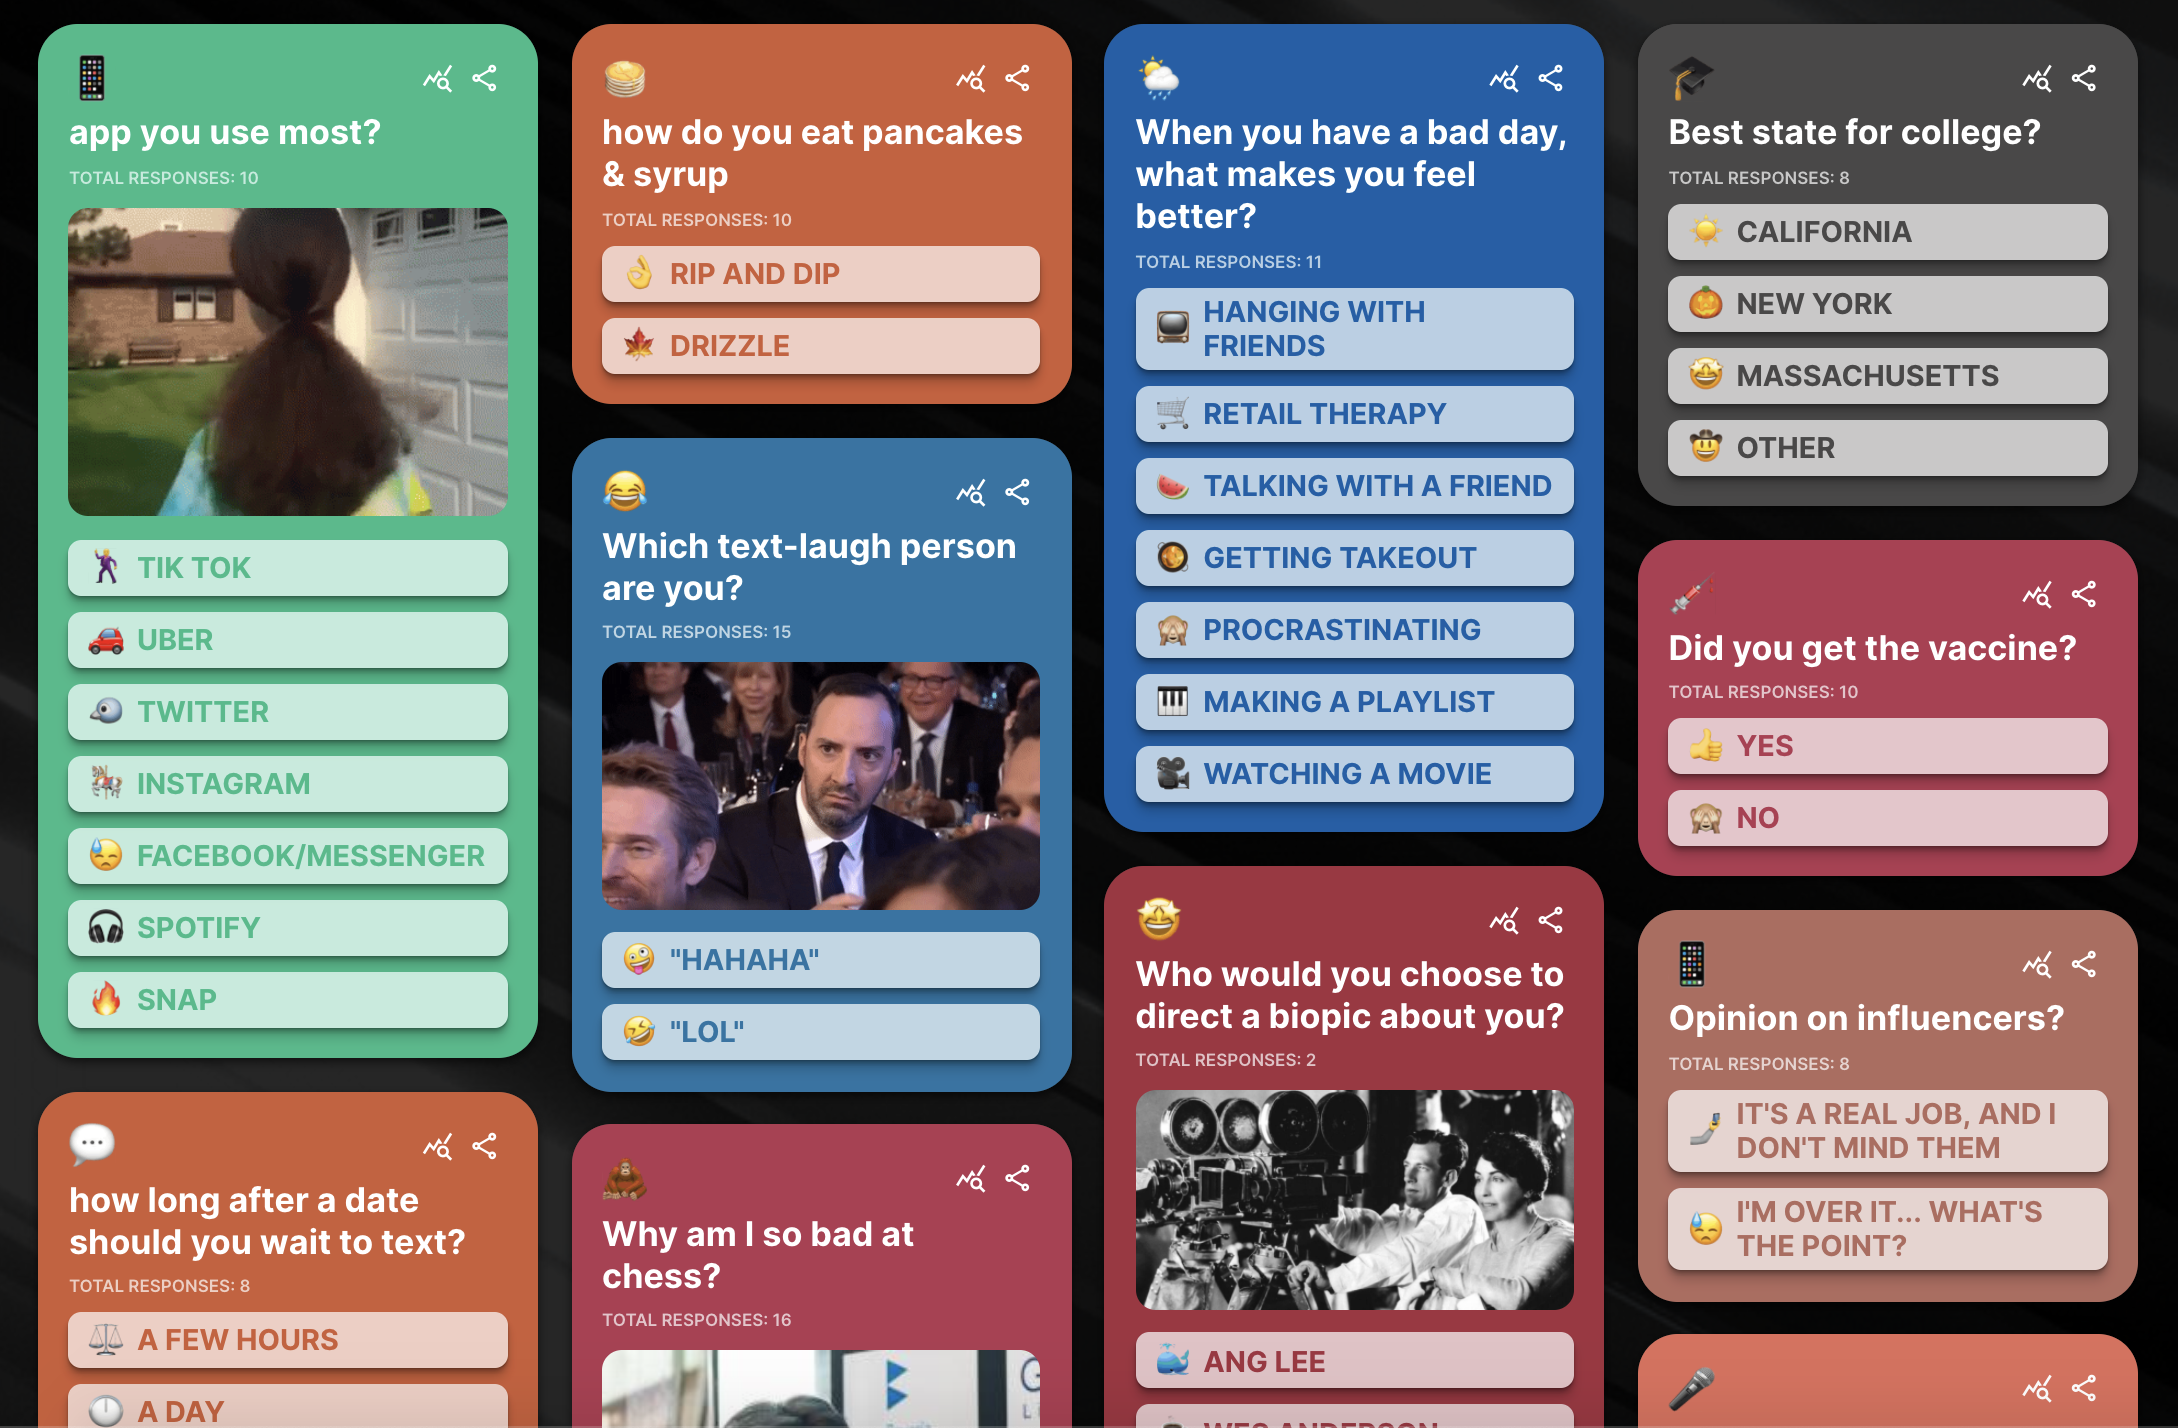 app you use most?
TOTAL RESPONSES: 10
TIK TOK
UBER
TWITTER
INSTAGRAM
FACEBOOK/MESSENGER
SPOTIFY
SNAP
how long after a date
should you wait to text?
TOTAL RESPONSES: 8
A FEW HOURS
A DAY
how do you eat pancakes
& syrup
TOTAL RESPONSES: 10
RIP AND DIP
DRIZZLE
Which text-laugh person
are you?
TOTAL RESPONSES: 15
"HAHAHA"
"LOL"
Why am I so bad at
chess?
TOTAL RESPONSES: 16
When you have a bad day,
what makes you feel
better?
TOTAL RESPONSES: 11
HANGING WITH
FRIENDS
RETAIL THERAPY
TALKING WITH A FRIEND
GETTING TAKEOUT
PROCRASTINATING
MAKING A PLAYLIST
WATCHING A MOVIE
Who would you choose to
direct a biopic about you?
TOTAL RESPONSES: 2
ANG LEE
WES ANDERSON
Best state for college?
TOTAL RESPONSES: 8
CALIFORNIA
NEW YORK
MASSACHUSETTS
OTHER
Did you get the vaccine?
TOTAL RESPONSES: 10
YES
NO
Opinion on influencers?
TOTAL RESPONSES: 8
IT'S A REAL JOB, AND I
DON'T MIND THEM
I'M OVER IT... WHAT'S
THE POINT?